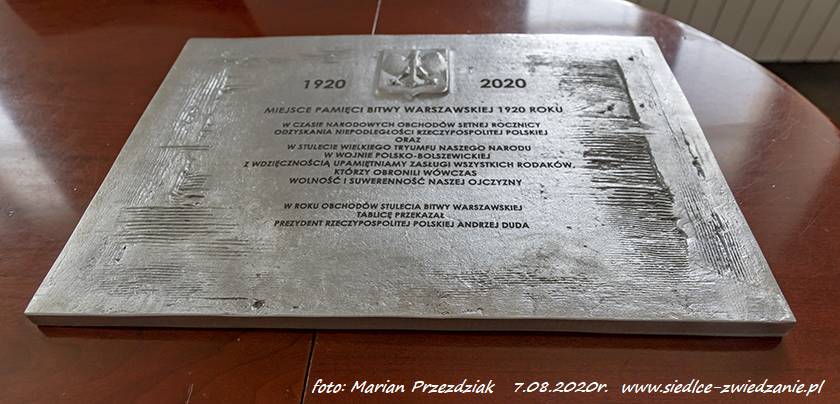 1920 2020
MIEJSCE PAMIĘCI BITWY WARSZAWSKIEJ 1920 ROKU
W CZASIE NARODOWYCH OBCHODÓW SETNEJ ROCZNICY
ODZYSKANIA NIEPODLEGŁOŚCI RZECZYPOSPOLITEJ POLSKIEJ
ORAZ
W STULECIE WIELKIEGO TRYUMFU NASZEGO NARODU
W WOJNIE POLSKO-BOLSZEWICKIEJ
Z WDZIĘCZNOŚCIĄ UPAMIĘTNIAMY ZASŁUGI WSZYSTKICH RODAKÓW,
KTÓRZY OBRONILI WÓWCZAS
WOLNOŚĆ I SUWERENNOŚĆ NASZEJ OJCZYZNY
W ROKU OBCHODÓW STULECIA BITWY WARSZAWSKIEJ
TABLICĘ PRZEKAZAŁ
PREZYDENT RZECZYPOSPOLITEJ POLSKIEJ ANDRZEJ DUDA
foto: Marian Przezdziak 7.08.2020r. www.siedlce-zwiedzanie.pl